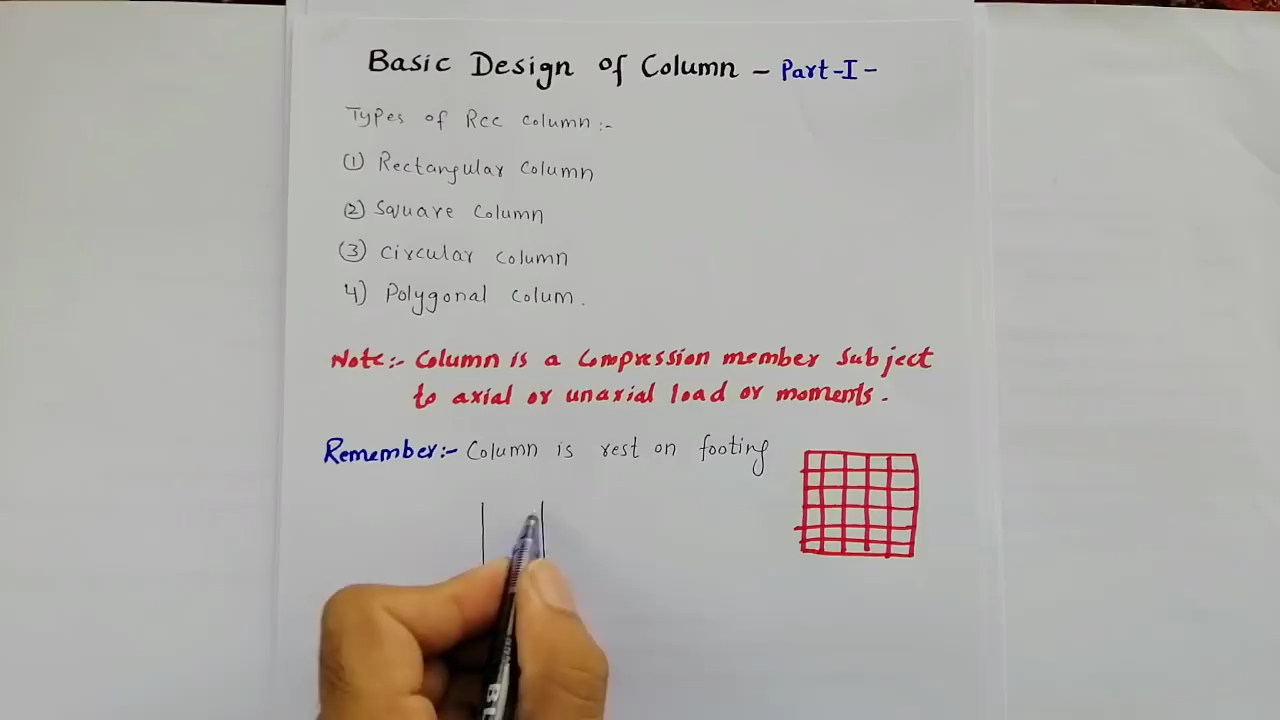 Basic Design of Column - Part-I -
Types of Rcc column:-
(1) Rectangular column
(2) Square column
(3) circular column
4) Polygonal colum.
Note:- Column is a Compression member subject
to axial or unaxial load or moments.
Remember:- Column is rest on footing
BL